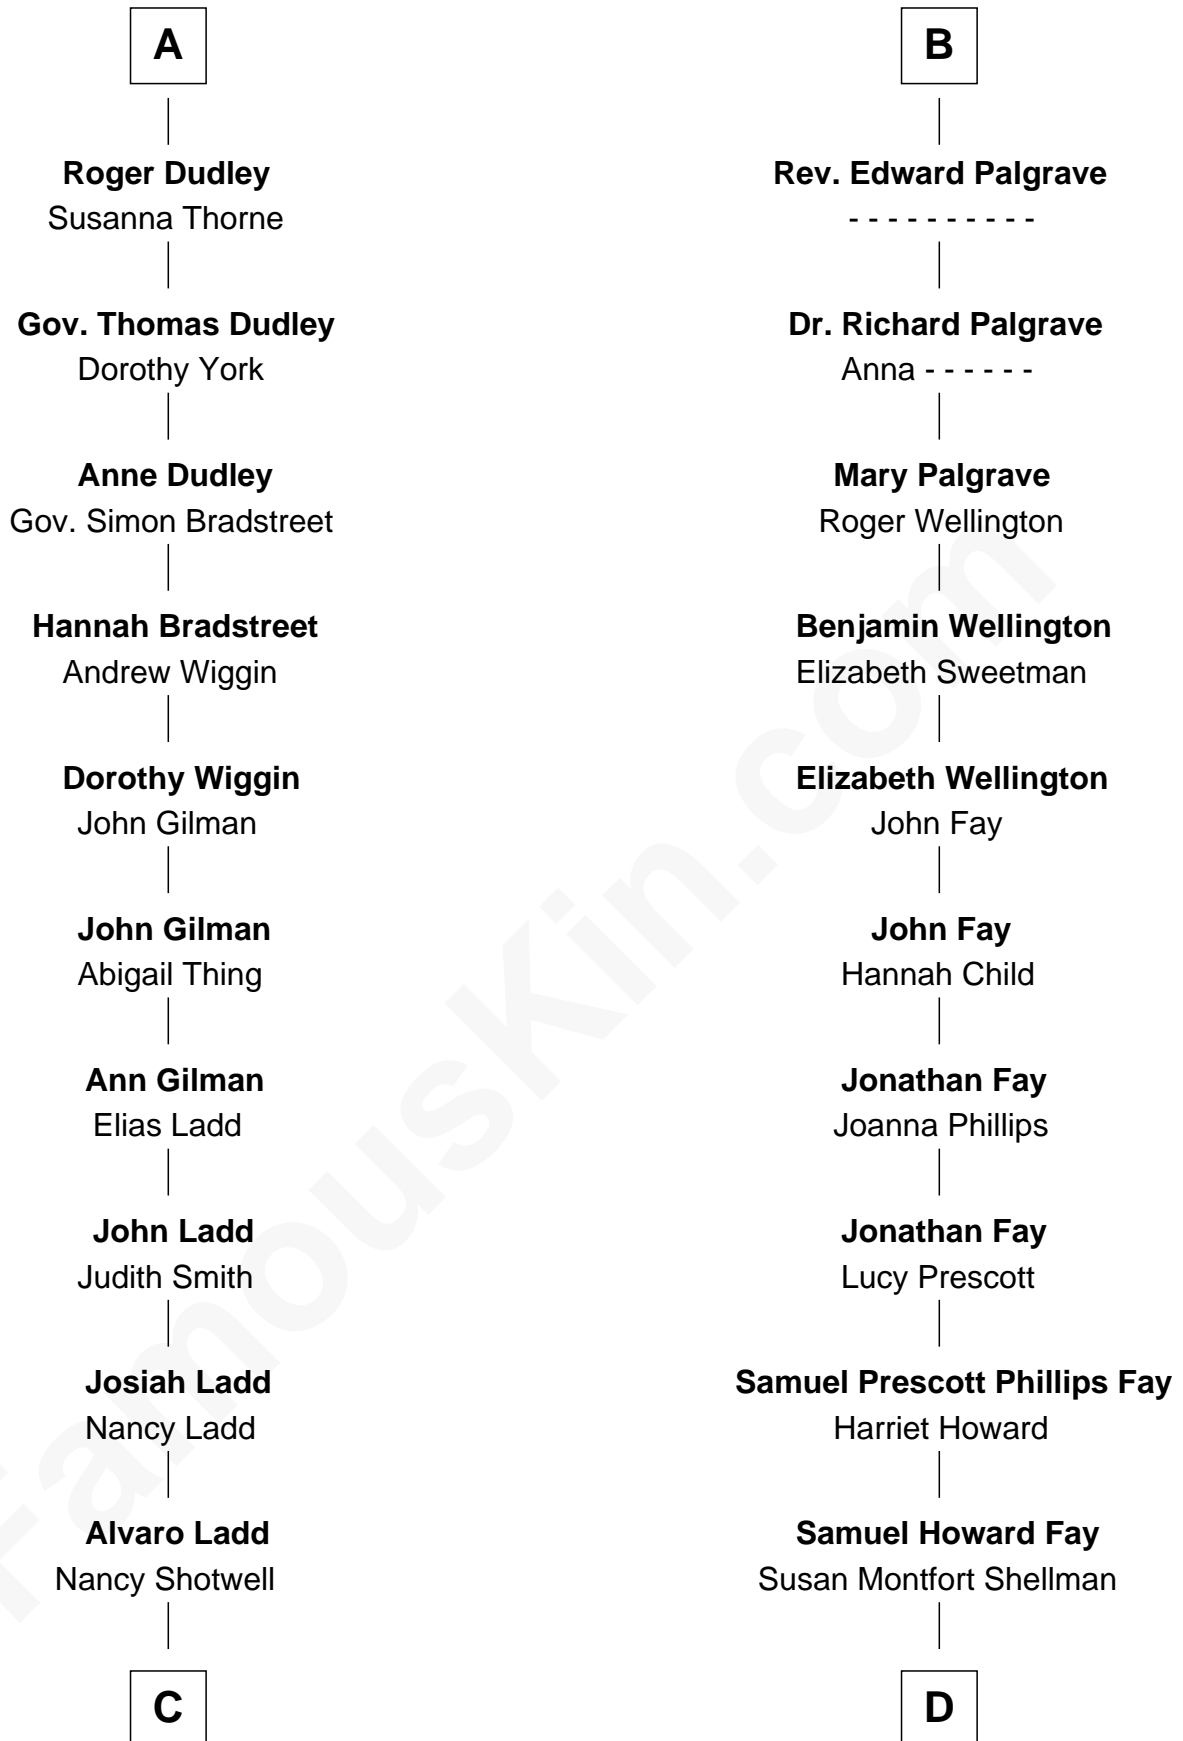 A
Roger Dudley
Susanna Thorne
Gov. Thomas Dudley
Dorothy York
Anne Dudley
Gov. Simon Bradstreet
Hannah Bradstreet
Andrew Wiggin
Dorothy Wiggin
John Gilman
John Gilman
Abigail Thing
Ann Gilman
Elias Ladd
John Ladd
Judith Smith
Josiah Ladd
Nancy Ladd
Alvaro Ladd
Nancy Shotwell
C
B
Rev. Edward Palgrave
- - - - - - - - - -
Dr. Richard Palgrave
Anna - - - - - -
Mary Palgrave
Roger Wellington
Benjamin Wellington
Elizabeth Sweetman
Elizabeth Wellington
John Fay
John Fay
Hannah Child
Jonathan Fay
Joanna Phillips
Jonathan Fay
Lucy Prescott
Samuel Prescott Phillips Fay
Harriet Howard
Samuel Howard Fay
Susan Montfort Shellman
D
FamousKin.com